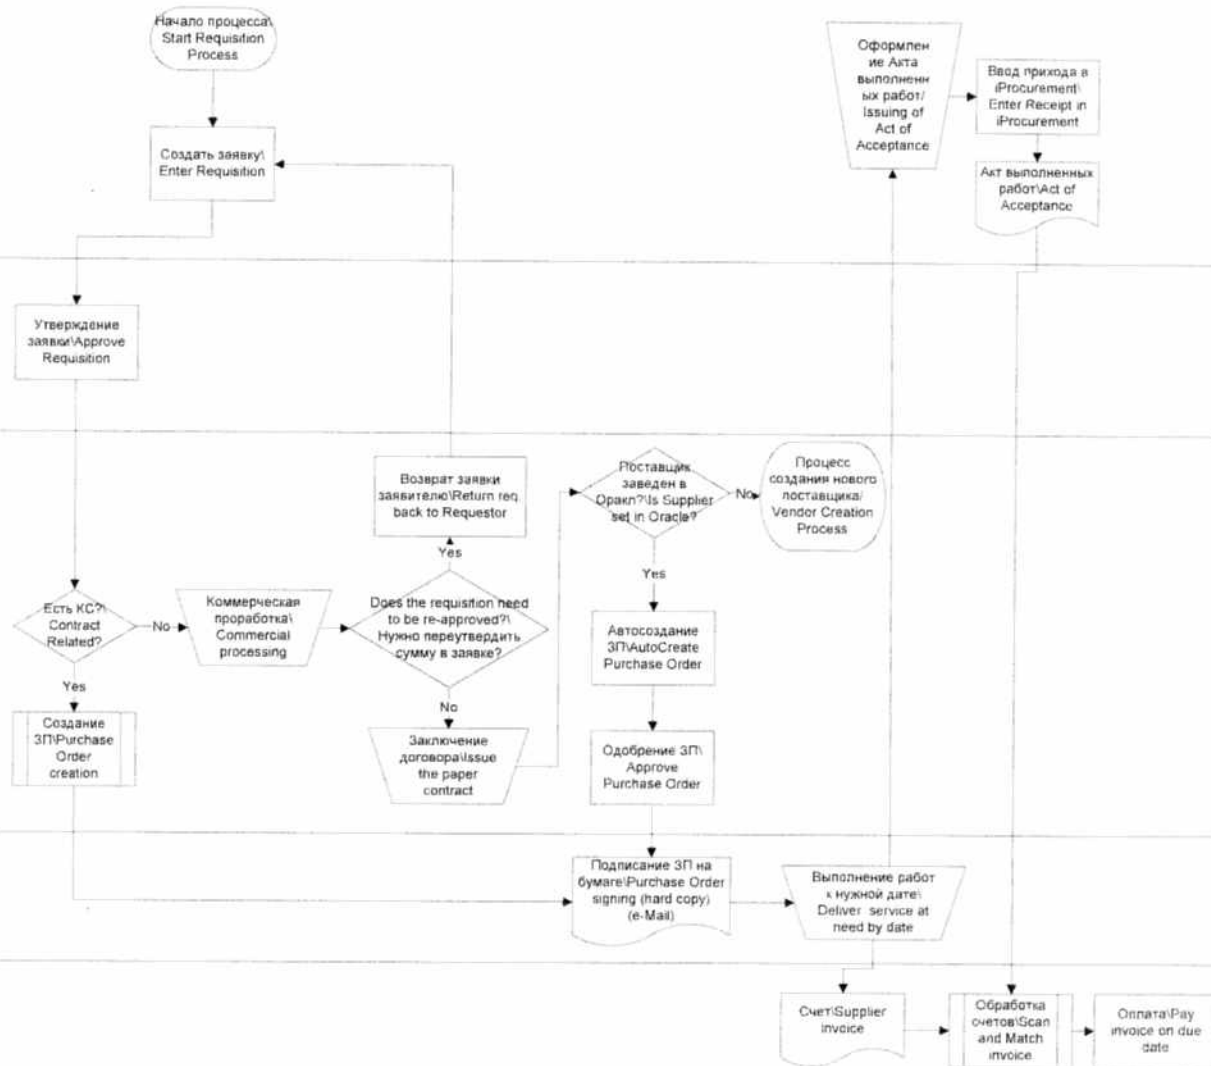 Начало процесса\
Start Requisition
Process
Создать заявку\
Enter Requisition
Оформлен
ие Акта
выполненн
ых работ/
Issuing of
Act of
Acceptance
Ввод прихода в
iProcurement\
Enter Receipt in
iProcurement
Акт выполненных
работ\Act of
Acceptance
Утверждение
заявки\Approve
Requisition
Возврат заявки
заявителю\Return req.
back to Requestor
Поставщик
заведен в
Оракл?\Is Supplier
set in Oracle?
No
Процесс
создания нового
поставщика/
Vendor Creation
Process
Yes
Yes
Есть КС?\
Contract
Related?
No
Коммерческая
проработка\
Commercial
processing
Does the requisition need
to be re-approved?\
Нужно переутвердить
сумму в заявке?
Автосоздание
ЗП\AutoCreate
Purchase Order
Yes
No
Создание
ЗП\Purchase
Order
creation
Заключение
договора\Issue
the paper
contract
Одобрение ЗП\
Approve
Purchase Order
Подписание ЗП на
бумаге\Purchase Order
signing (hard copy)
(e-Mail)
Выполнение работ
к нужной дате\
Deliver service at
need by date
Счет\Supplier
invoice
Обработка
счетов\Scan
and Match
invoice
Оплата\Pay
invoice on due
date